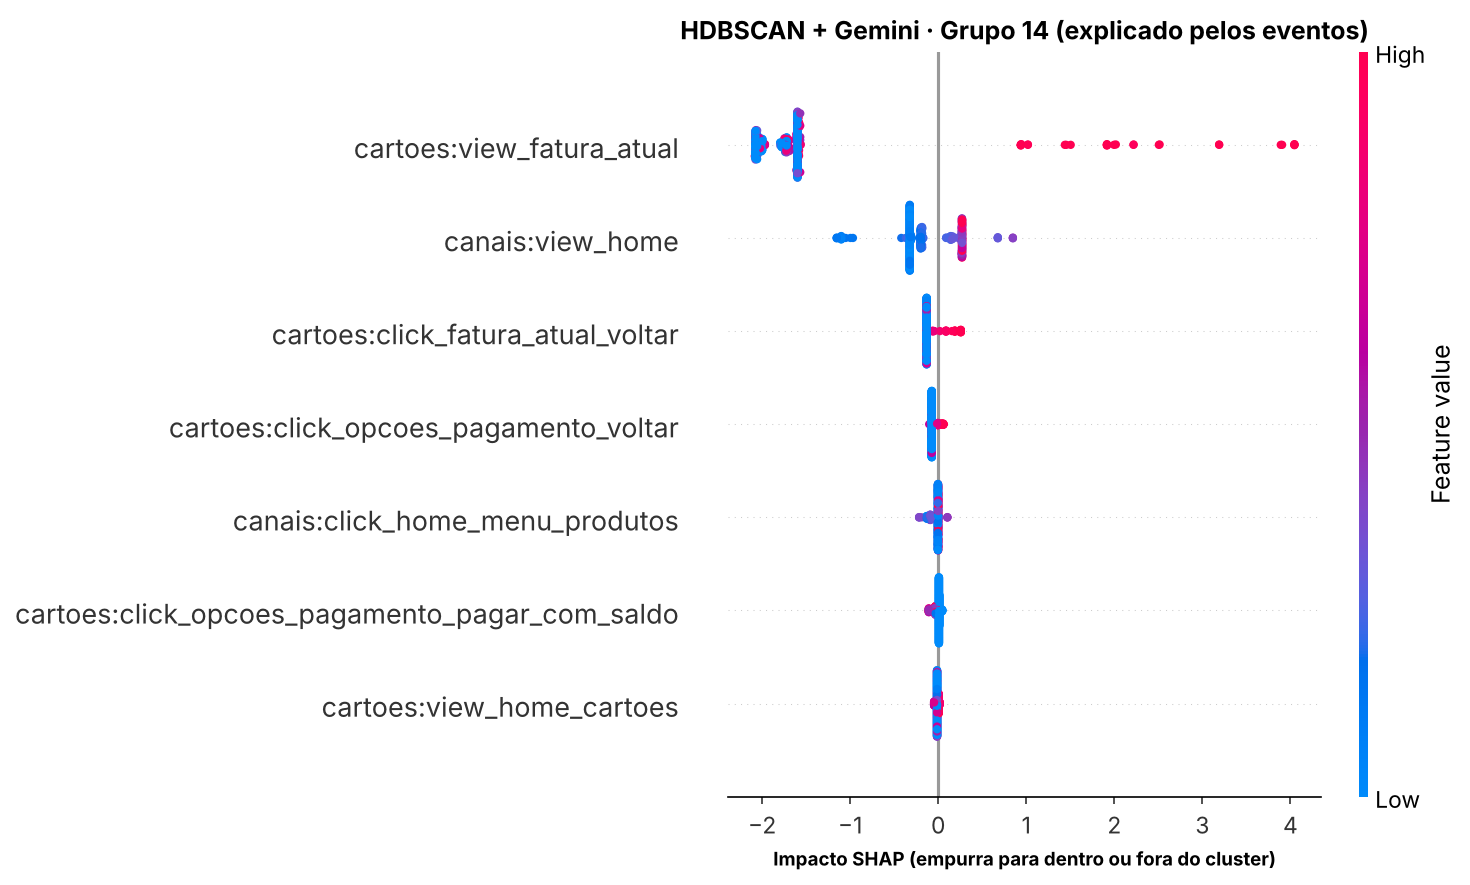 HDBSCAN + Gemini · Grupo 14 (explicado pelos eventos)
High
cartoes:view_fatura_atual
canais:view_home
cartoes:click_fatura_atual_voltar
cartoes:click_opcoes_pagamento_voltar
canais:click_home_menu_produtos
cartoes:click_opcoes_pagamento_pagar_com_saldo
cartoes:view_home_cartoes
Feature value
Low
−2 −1 0 1 2 3 4
Impacto SHAP (empurra para dentro ou fora do cluster)